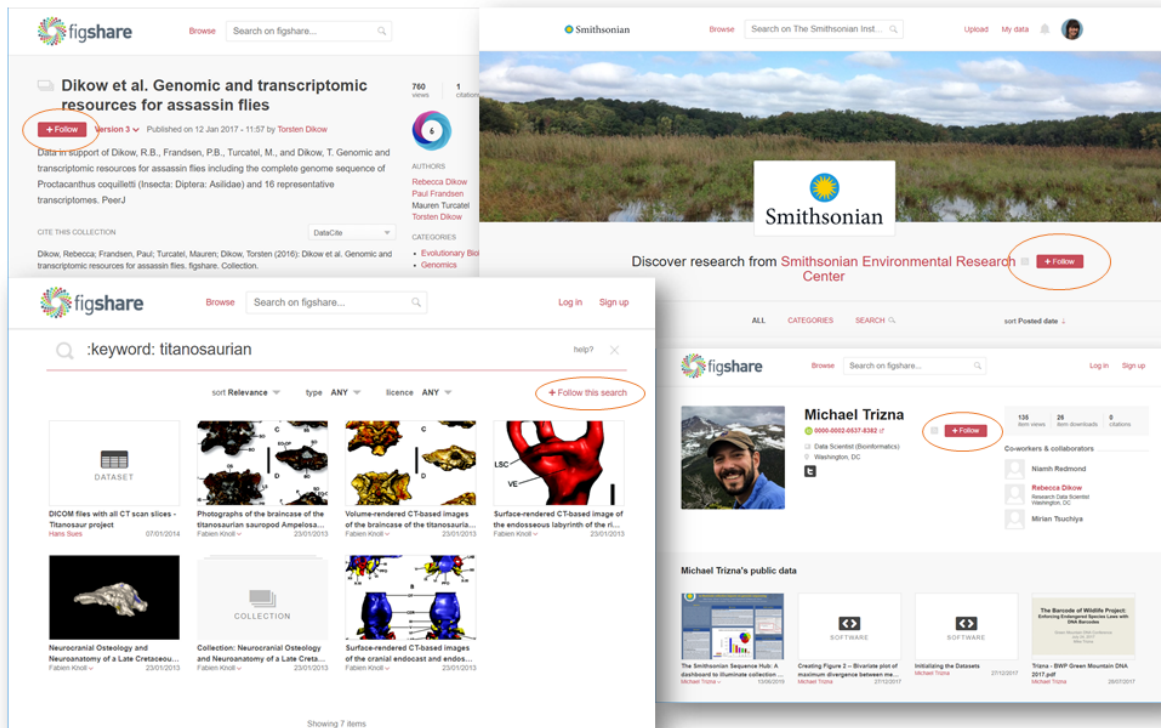 figshare
Browse
Search on figshare...
Dikow et al. Genomic and transcriptomic
resources for assassin flies
+ Follow
Version 3
Published on 12 Jan 2017 - 11:57 by Torsten Dikow
Data in support of Dikow, R.B., Frandsen, P.B., Turcatel, M., and Dikow, T. Genomic and
transcriptomic resources for assassin flies including the complete genome sequence of
Proctacanthus coquilletti (Insecta: Diptera: Asilidae) and 16 representative
transcriptomes. PeerJ
CITE THIS COLLECTION
DataCite
Dikow, Rebecca; Frandsen, Paul; Turcatel, Mauren; Dikow, Torsten (2016): Dikow et al. Genomic and
transcriptomic resources for assassin flies. figshare. Collection.
760
views
1
citations
6
AUTHORS
Rebecca Dikow
Paul Frandsen
Mauren Turcatel
Torsten Dikow
CATEGORIES
Evolutionary Bio
Genomics
Smithsonian
Browse
Search on The Smithsonian Inst...
Upload
My data
Smithsonian
Discover research from Smithsonian Environmental Research
Center
+ Follow
ALL
CATEGORIES
SEARCH
sort Posted date
figshare
Browse
Search on figshare...
Log in
Sign up
:keyword: titanosaurian
help?
sort Relevance
type ANY
licence ANY
+ Follow this search
DATASET
DICOM files with all CT scan slices -
Titanosaur project
Hans Sues
07/01/2014
Photographs of the braincase of the
titanosaurian sauropod Ampelosa...
Fabien Knoll
23/01/2013
Volume-rendered CT-based images
of the braincase of the titanosauria...
Fabien Knoll
23/01/2013
LSC
VE
Surface-rendered CT-based image of
the endosseous labyrinth of the ri...
Fabien Knoll
23/01/2013
Neurocranial Osteology and
Neuroanatomy of a Late Cretaceou...
Fabien Knoll
23/01/2013
COLLECTION
Collection: Neurocranial Osteology
and Neuroanatomy of a Late Creta...
Fabien Knoll
23/01/2013
Surface-rendered CT-based images
of the cranial endocast and endos...
Fabien Knoll
23/01/2013
Showing 7 items
figshare
Browse
Search on figshare...
Log in
Sign up
Michael Trizna
0000-0002-0537-8382
+ Follow
Data Scientist (Bioinformatics)
Washington, DC
135
item views
26
item downloads
0
citations
Co-workers & collaborators
Niamh Redmond
Rebecca Dikow
Research Data Scientist
Washington, DC
Mirian Tsuchiya
Michael Trizna's public data
The Smithsonian Sequence Hub: A
dashboard to illuminate collection ...
Michael Trizna
13/06/2019
SOFTWARE
Creating Figure 2 – Bivariate plot of
maximum divergence between me...
Michael Trizna
27/12/2017
SOFTWARE
Initializing the Datasets
Michael Trizna
27/12/2017
The Barcode of Wildlife Project:
Enforcing Endangered Species Laws with
DNA Barcodes
Trizna - BWP Green Mountain DNA
2017.pdf
Michael Trizna
28/07/2017